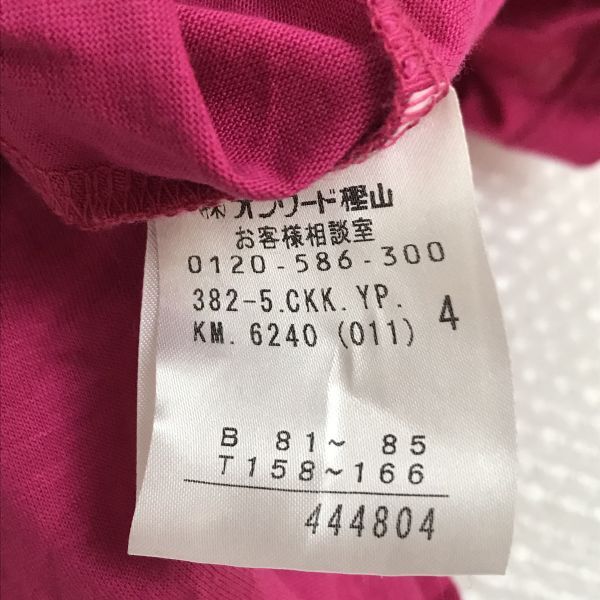 ㈱オンワード樫山
お客様相談室
0120-586-300
382-5.CKK.YP.
KM. 6240 (011) 4
B 81~ 85
T158~166
444804